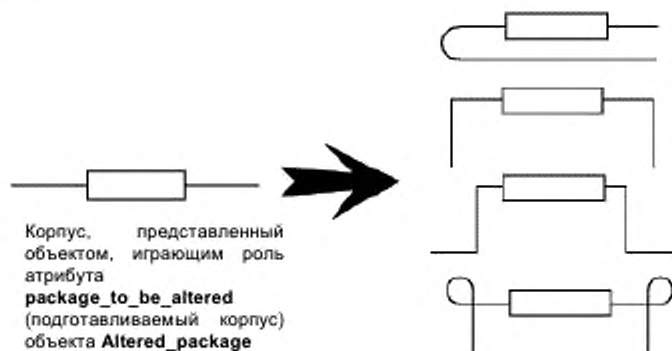 Корпус, представленный
объектом, играющим роль
атрибута
package_to_be_altered
(подготавливаемый корпус)
объекта Altered_package